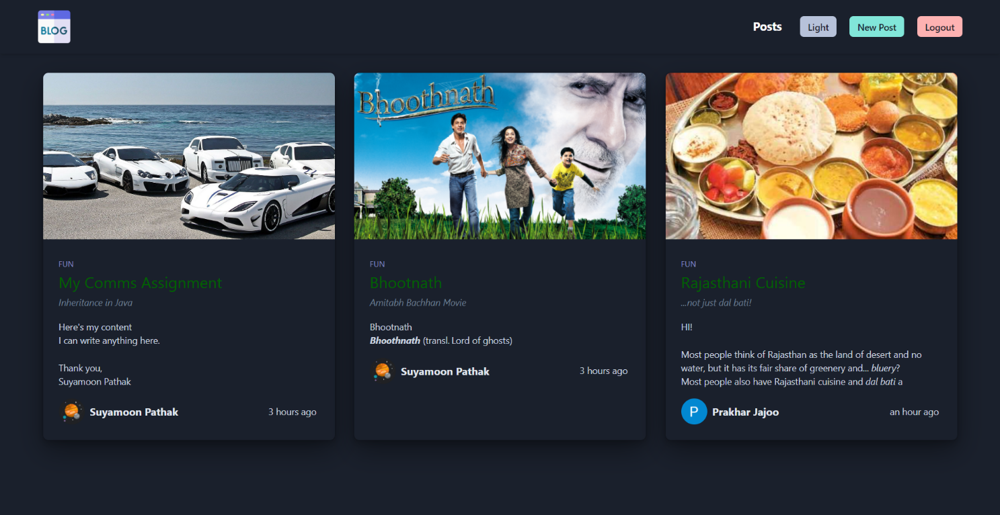 BLOG
Posts
Light
New Post
Logout
Bhoothnath
FUN
My Comms Assignment
Inheritance in Java
Here's my content
I can write anything here.
Thank you,
Suyamoon Pathak
Suyamoon Pathak
3 hours ago
FUN
Bhootnath
Amitabh Bachhan Movie
Bhootnath
Bhoothnath (transl. Lord of ghosts)
Suyamoon Pathak
3 hours ago
FUN
Rajasthani Cuisine
...not just dal bati!
HI!
Most people think of Rajasthan as the land of desert and no
water, but it has its fair share of greenery and... bluery?
Most people also have Rajasthani cuisine and dal bati a
P
Prakhar Jajoo
an hour ago